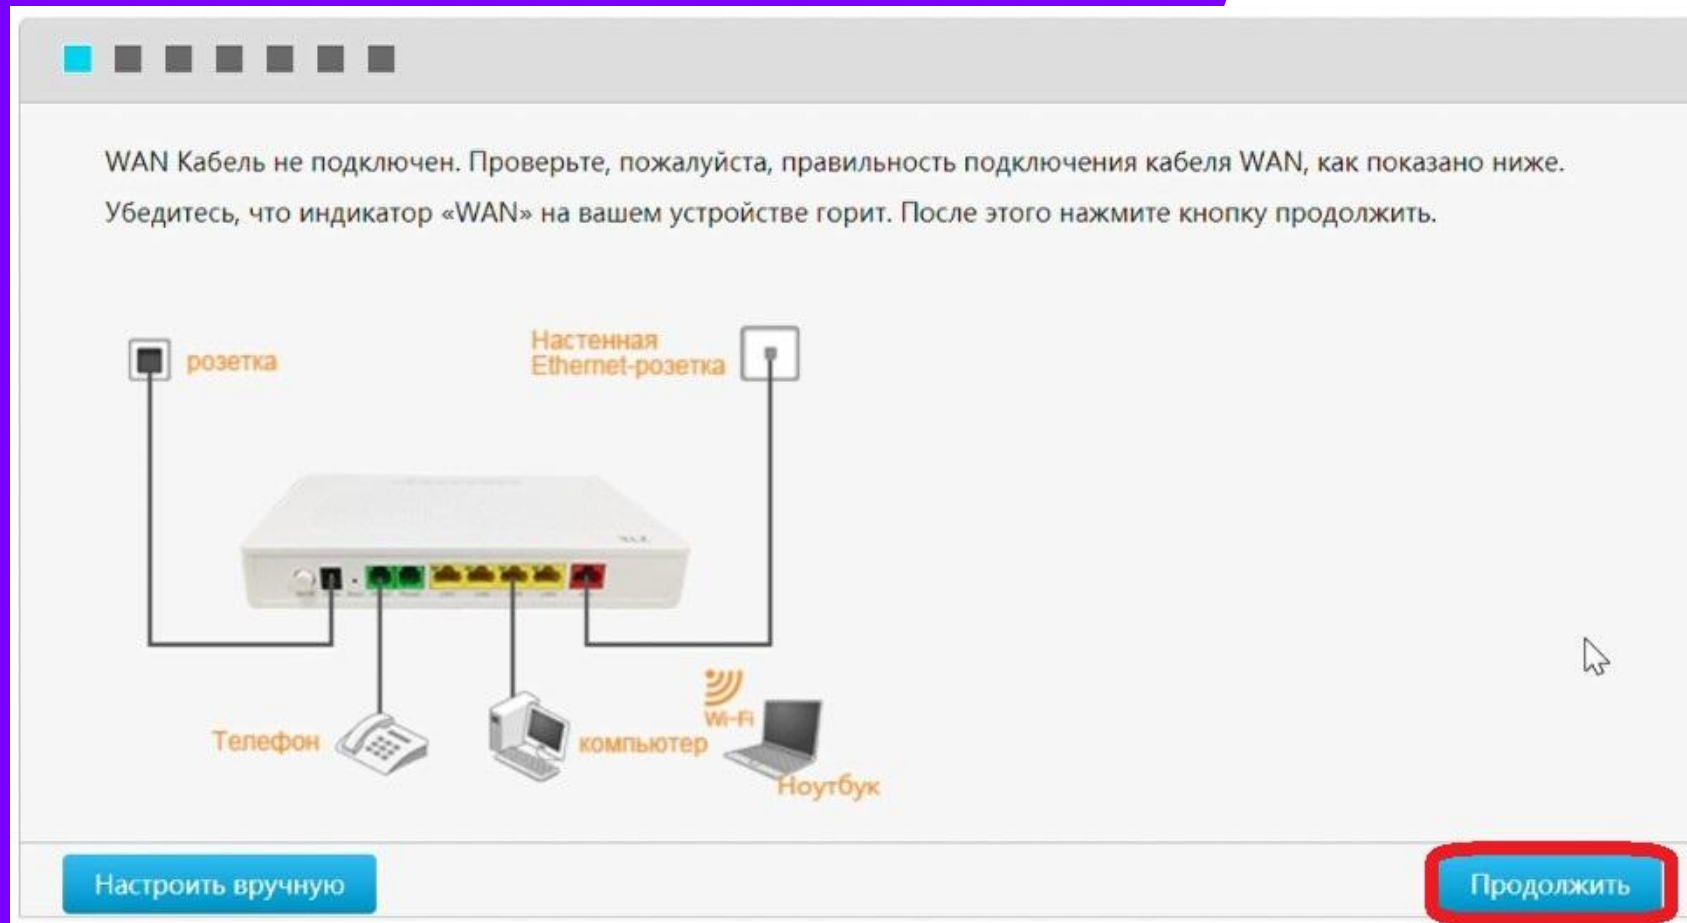 WAN Кабель не подключен. Проверьте, пожалуйста, правильность подключения кабеля WAN, как показано ниже.
Убедитесь, что индикатор «WAN» на вашем устройстве горит. После этого нажмите кнопку продолжить.
розетка
Настенная
Ethernet-розетка
Телефон
компьютер
Wi-Fi
Ноутбук
Настроить вручную
Продолжить